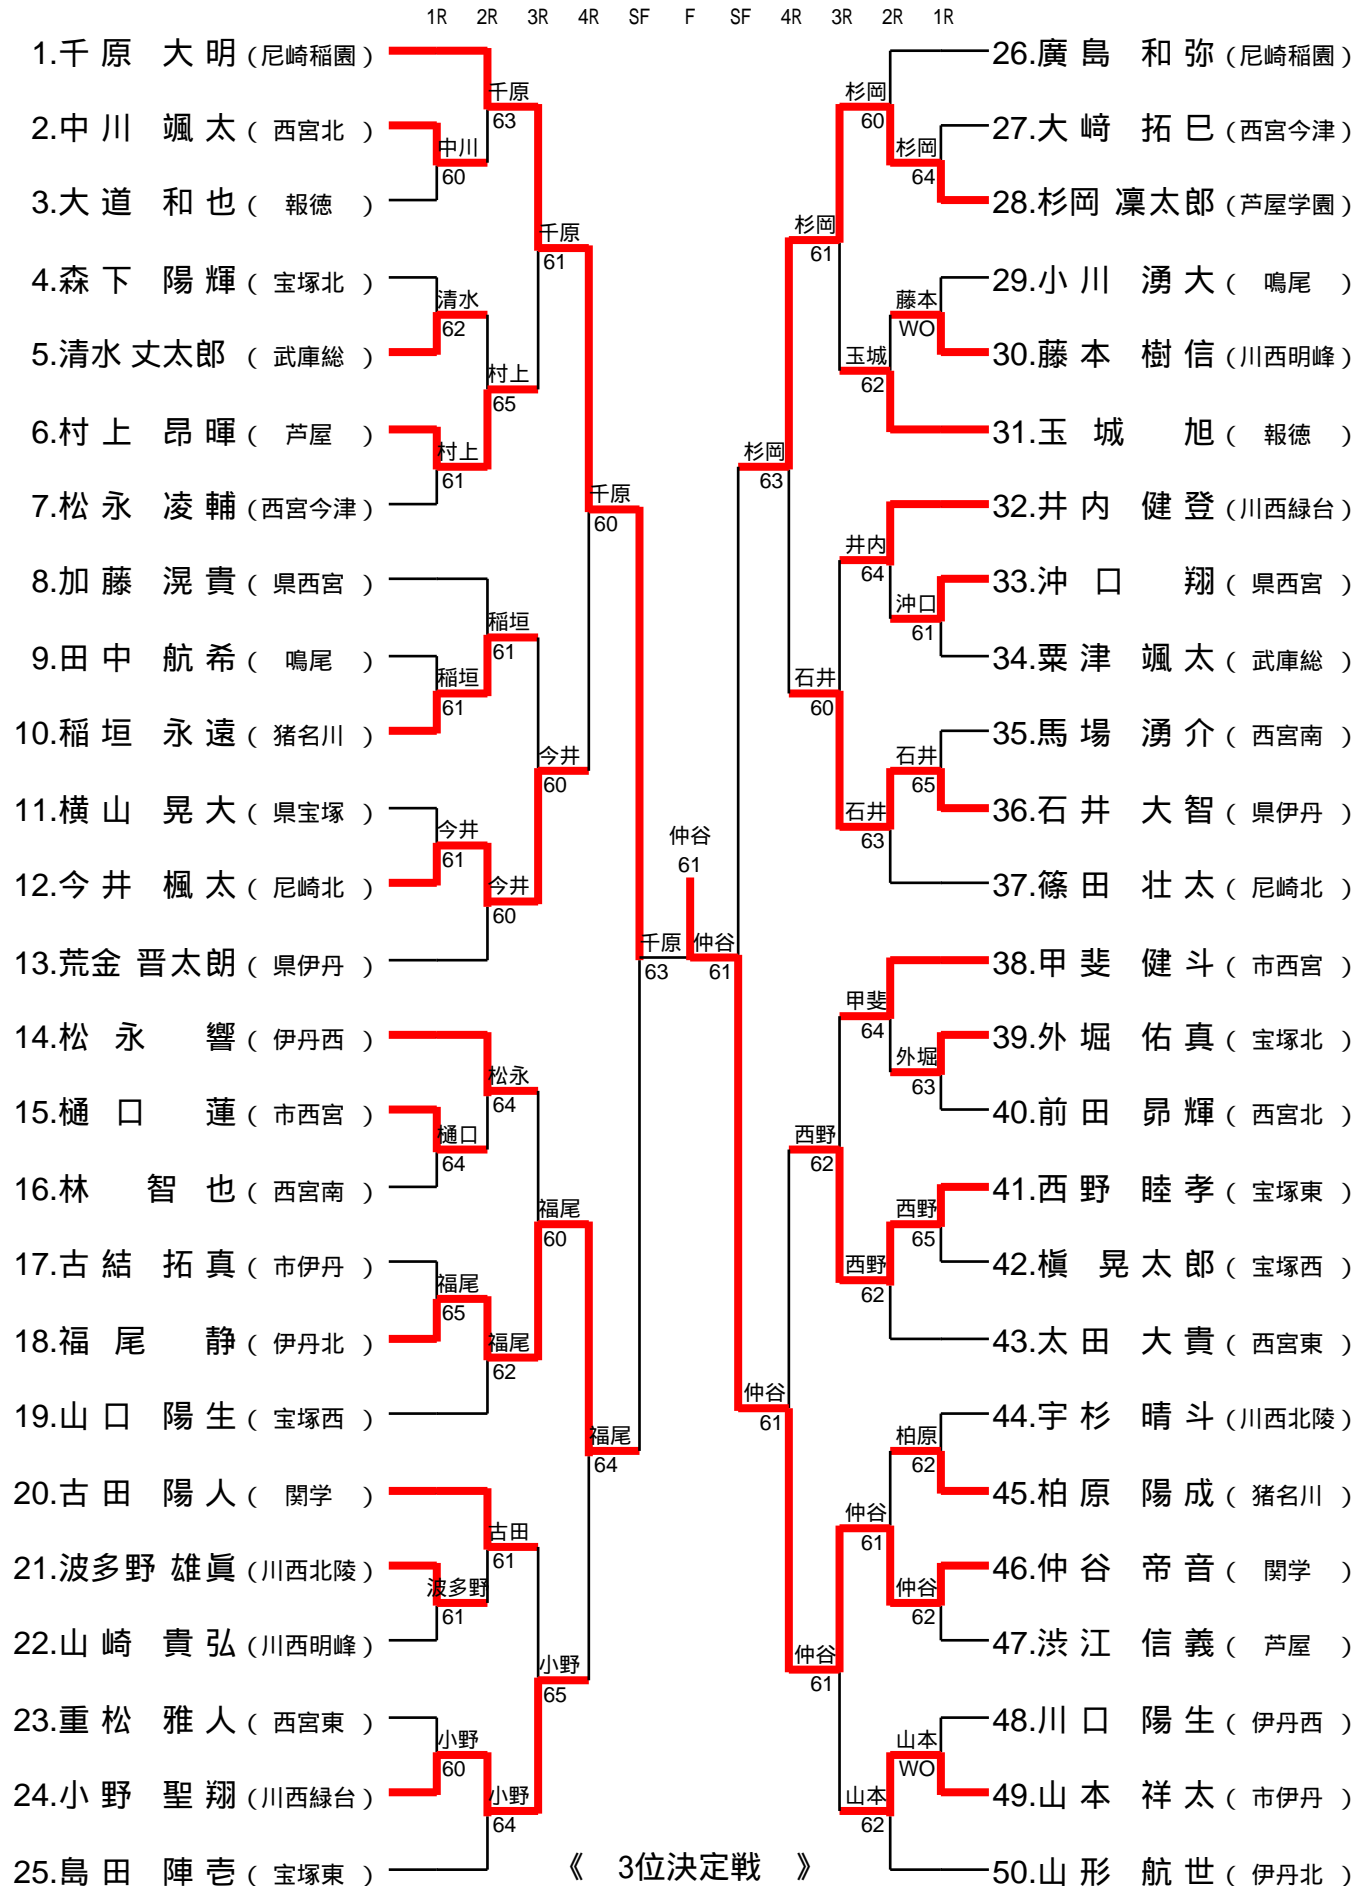 1R 2R 3R 4R SF F SF 4R 3R 2R 1R
1.千原 大明(尼崎稲園)
2.中川 颯太( 西宮北 )
3.大道 和也( 報徳 )
4.森下 陽輝( 宝塚北 )
5.清水 丈太郎 ( 武庫総 )
6.村上 昂暉( 芦屋 )
7.松永 凌輔(西宮今津)
8.加藤 滉貴( 県西宮 )
9.田中 航希( 鳴尾 )
10.稲垣 永遠( 猪名川 )
11.横山 晃大( 県宝塚 )
12.今井 楓太( 尼崎北 )
13.荒金 晋太朗( 県伊丹 )
14.松永 響( 伊丹西 )
15.樋口 蓮( 市西宮 )
16.林 智也( 西宮南 )
17.古結 拓真( 市伊丹 )
18.福尾 静( 伊丹北 )
19.山口 陽生( 宝塚西 )
20.古田 陽人( 関学 )
21.波多野 雄眞(川西北陵)
22.山崎 貴弘(川西明峰)
23.重松 雅人( 西宮東 )
24.小野 聖翔(川西緑台)
25.島田 陣壱( 宝塚東 )
中川
60
清水
62
村上
61
稲垣
61
今井
61
樋口
64
福尾
65
波多野
61
小野
60
千原
63
村上
65
稲垣
61
今井
60
松永
64
福尾
62
古田
61
小野
64
千原
61
今井
60
福尾
60
小野
65
千原
60
福尾
64
千原
63
仲谷
61
仲谷
61
杉岡
63
仲谷
61
杉岡
61
石井
60
西野
62
仲谷
61
杉岡
60
玉城
62
井内
64
石井
63
甲斐
64
西野
62
仲谷
61
山本
62
杉岡
64
藤本
WO
沖口
61
石井
65
外堀
63
西野
65
柏原
62
仲谷
62
山本
WO
26.廣島 和弥(尼崎稲園)
27.大﨑 拓巳(西宮今津)
28.杉岡 凜太郎(芦屋学園)
29.小川 湧大( 鳴尾 )
30.藤本 樹信(川西明峰)
31.玉城 旭( 報徳 )
32.井内 健登(川西緑台)
33.沖口 翔( 県西宮 )
34.粟津 颯太( 武庫総 )
35.馬場 湧介( 西宮南 )
36.石井 大智( 県伊丹 )
37.篠田 壮太( 尼崎北 )
38.甲斐 健斗( 市西宮 )
39.外堀 佑真( 宝塚北 )
40.前田 昴輝( 西宮北 )
41.西野 睦孝( 宝塚東 )
42.槇 晃太郎( 宝塚西 )
43.太田 大貴( 西宮東 )
44.宇杉 晴斗(川西北陵)
45.柏原 陽成( 猪名川 )
46.仲谷 帝音( 関学 )
47.渋江 信義( 芦屋 )
48.川口 陽生( 伊丹西 )
49.山本 祥太( 市伊丹 )
50.山形 航世( 伊丹北 )
《 3位決定戦 》